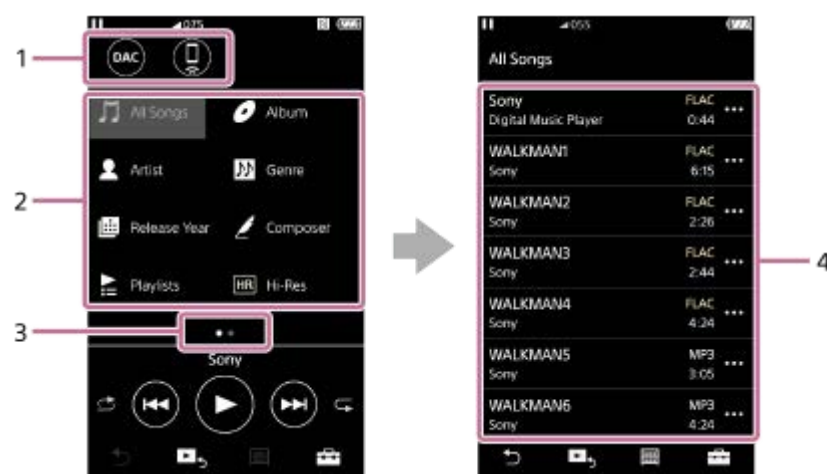 075
1
DAC
2
All Songs
Album
Artist
Genre
Release Year
Composer
Playlists
HR Hi-Res
3
Sony
055
All Songs
4
Sony FLAC
Digital Music Player 0:44
WALKMAN1 FLAC
Sony 6:15
WALKMAN2 FLAC
Sony 2:26
WALKMAN3 FLAC
Sony 2:44
WALKMAN4 FLAC
Sony 4:24
WALKMAN5 MP3
Sony 3:05
WALKMAN6 MP3
Sony 4:24